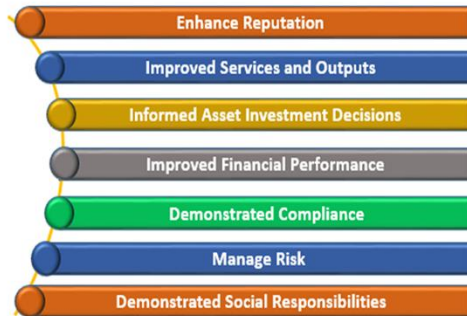 Enhance Reputation
Improved Services and Outputs
Informed Asset Investment Decisions
Improved Financial Performance
Demonstrated Compliance
Manage Risk
Demonstrated Social Responsibilities